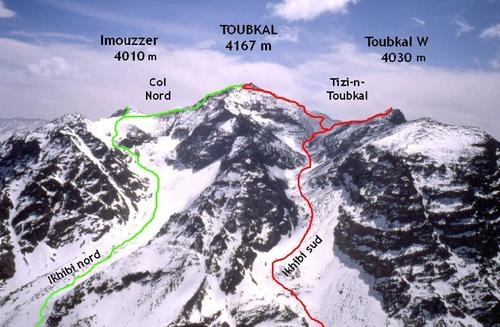 Imouzzer
4010 m
TOUBKAL
4167 m
Toubkal W
4030 m
Col
Nord
Tizi-n-
Toubkal
Ikhibi nord
Ikhibi sud